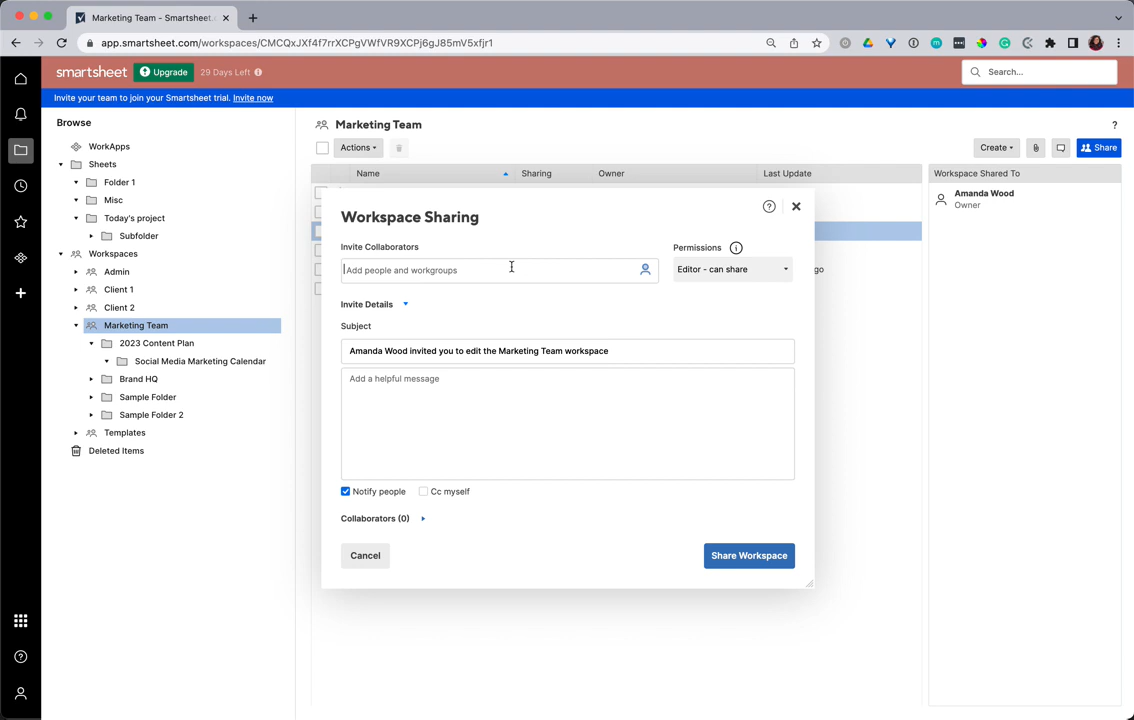 Marketing Team - Smartsheet.c
app.smartsheet.com/workspaces/CMCQxJXf4f7rrXCPgVWfVR9XCPj6gJ85mV5xfjr1
smartsheet
Upgrade
29 Days Left
Search...
Invite your team to join your Smartsheet trial. Invite now
Browse
WorkApps
Sheets
Folder 1
Misc
Today's project
Subfolder
Workspaces
Admin
Client 1
Client 2
Marketing Team
2023 Content Plan
Social Media Marketing Calendar
Brand HQ
Sample Folder
Sample Folder 2
Templates
Deleted Items
Marketing Team
?
Actions
Create
Share
Name
Sharing
Owner
Last Update
Workspace Shared To
Amanda Wood
Owner
go
Workspace Sharing
Invite Collaborators
Permissions
Add people and workgroups
Editor - can share
Invite Details
Subject
Amanda Wood invited you to edit the Marketing Team workspace
Add a helpful message
Notify people
Cc myself
Collaborators (0)
Cancel
Share Workspace